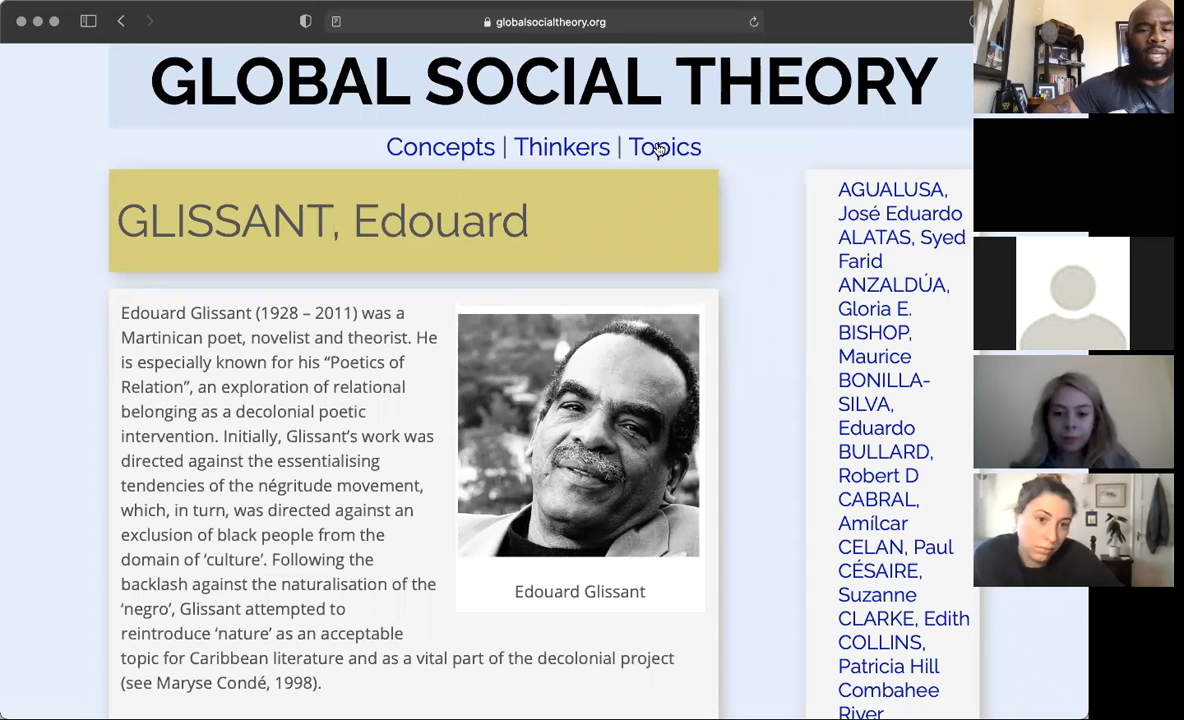 globalsocialtheory.org
GLOBAL SOCIAL THEORY
Concepts | Thinkers | Topics
GLISSANT, Edouard
Edouard Glissant (1928 – 2011) was a
Martinican poet, novelist and theorist. He
is especially known for his “Poetics of
Relation”, an exploration of relational
belonging as a decolonial poetic
intervention. Initially, Glissant’s work was
directed against the essentialising
tendencies of the négritude movement,
which, in turn, was directed against an
exclusion of black people from the
domain of ‘culture’. Following the
backlash against the naturalisation of the
‘negro’, Glissant attempted to
reintroduce ‘nature’ as an acceptable
topic for Caribbean literature and as a vital part of the decolonial project
(see Maryse Condé, 1998).
Edouard Glissant
AGUALUSA,
José Eduardo
ALATAS, Syed
Farid
ANZALDÚA,
Gloria E.
BISHOP,
Maurice
BONILLA-
SILVA,
Eduardo
BULLARD,
Robert D
CABRAL,
Amílcar
CELAN, Paul
CÉSAIRE,
Suzanne
CLARKE, Edith
COLLINS,
Patricia Hill
Combahee
River